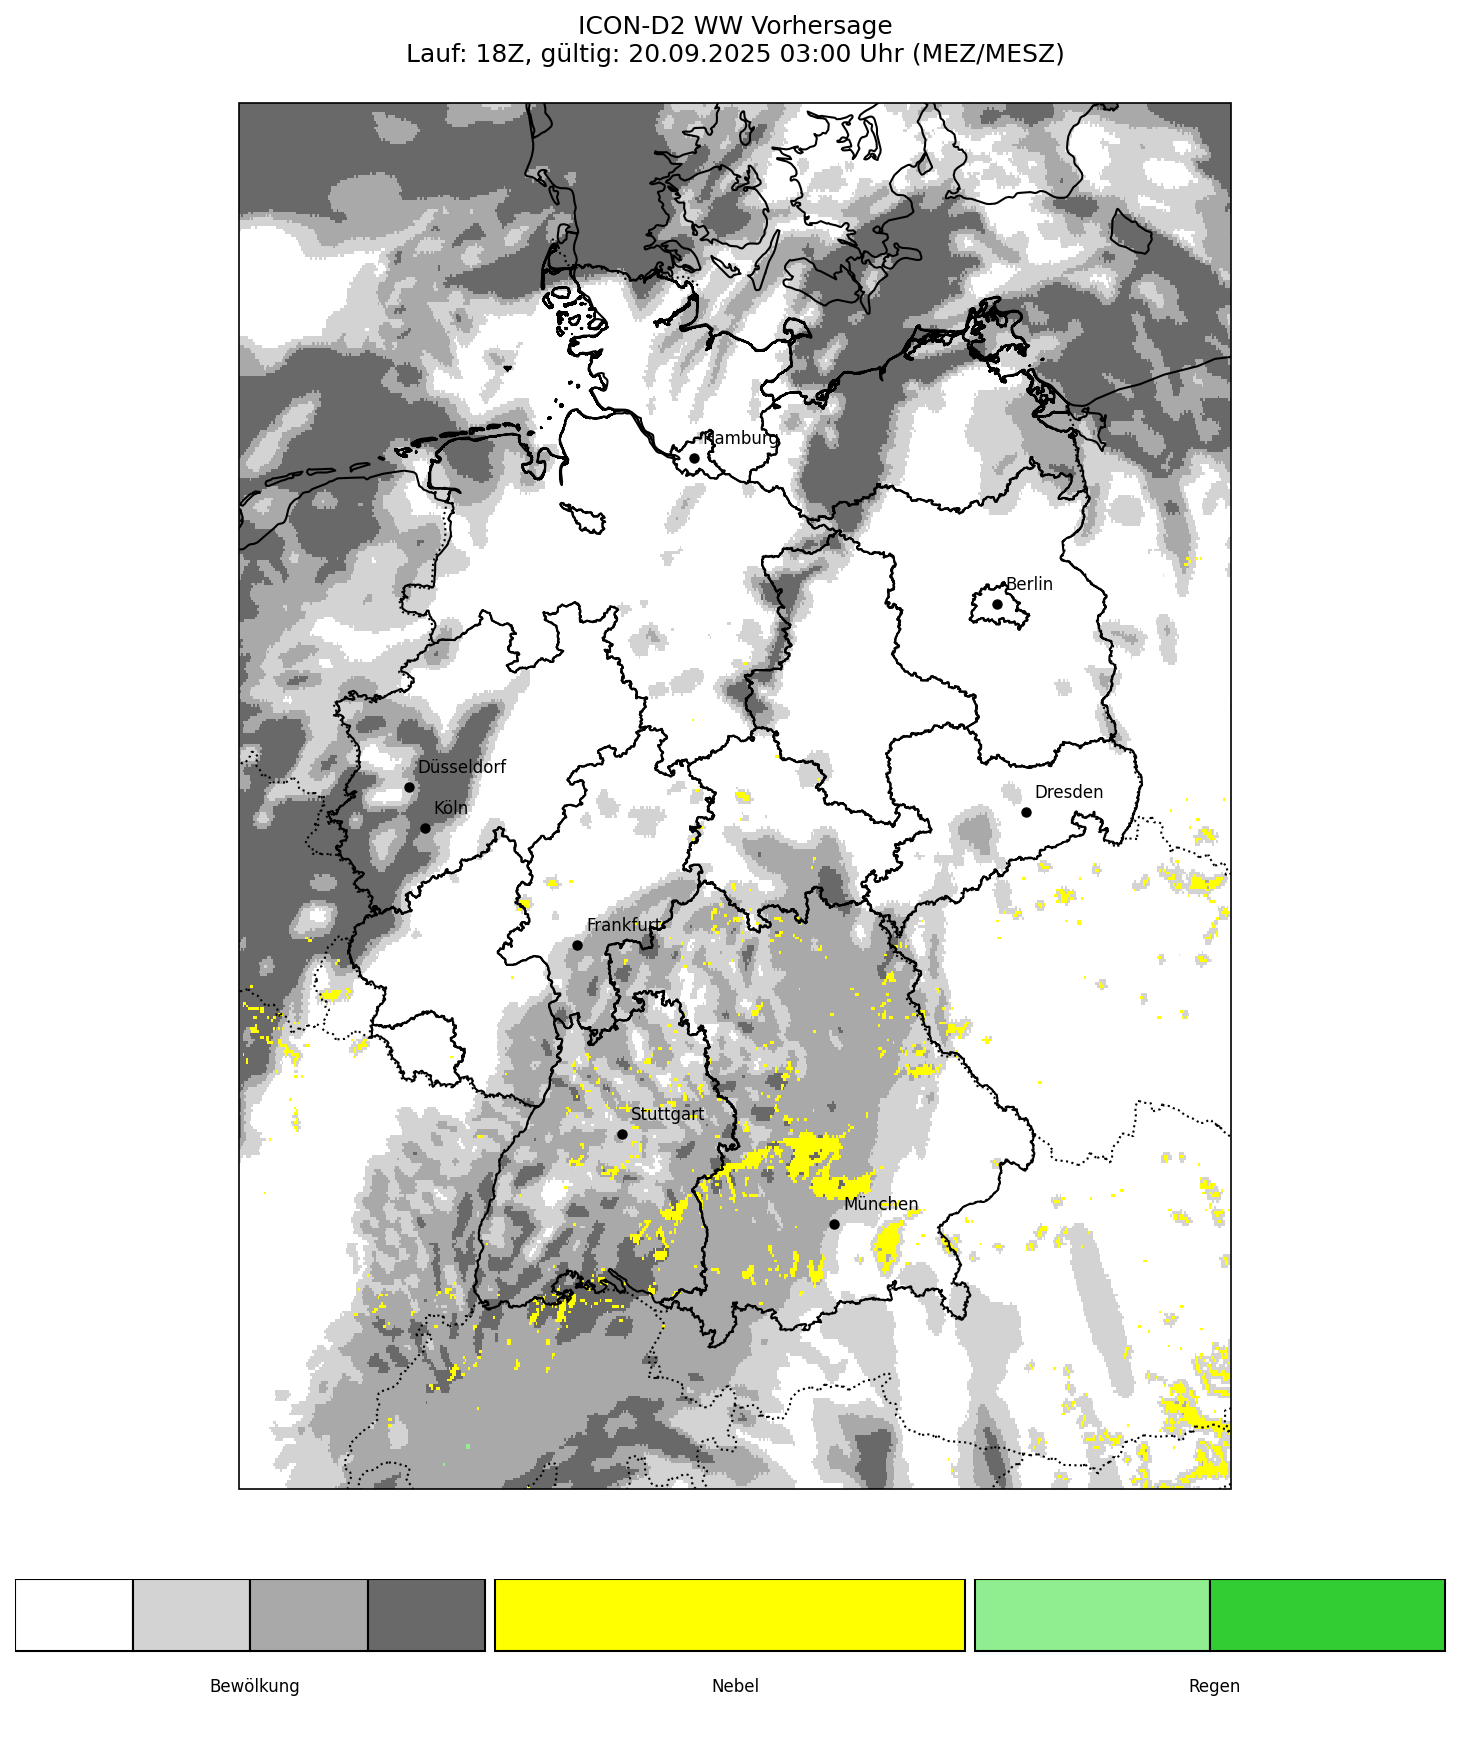 ICON-D2 WW Vorhersage
Lauf: 18Z, gültig: 20.09.2025 03:00 Uhr (MEZ/MESZ)
Hamburg
Berlin
Düsseldorf
Köln
Dresden
Frankfurt
Stuttgart
München
Bewölkung
Nebel
Regen